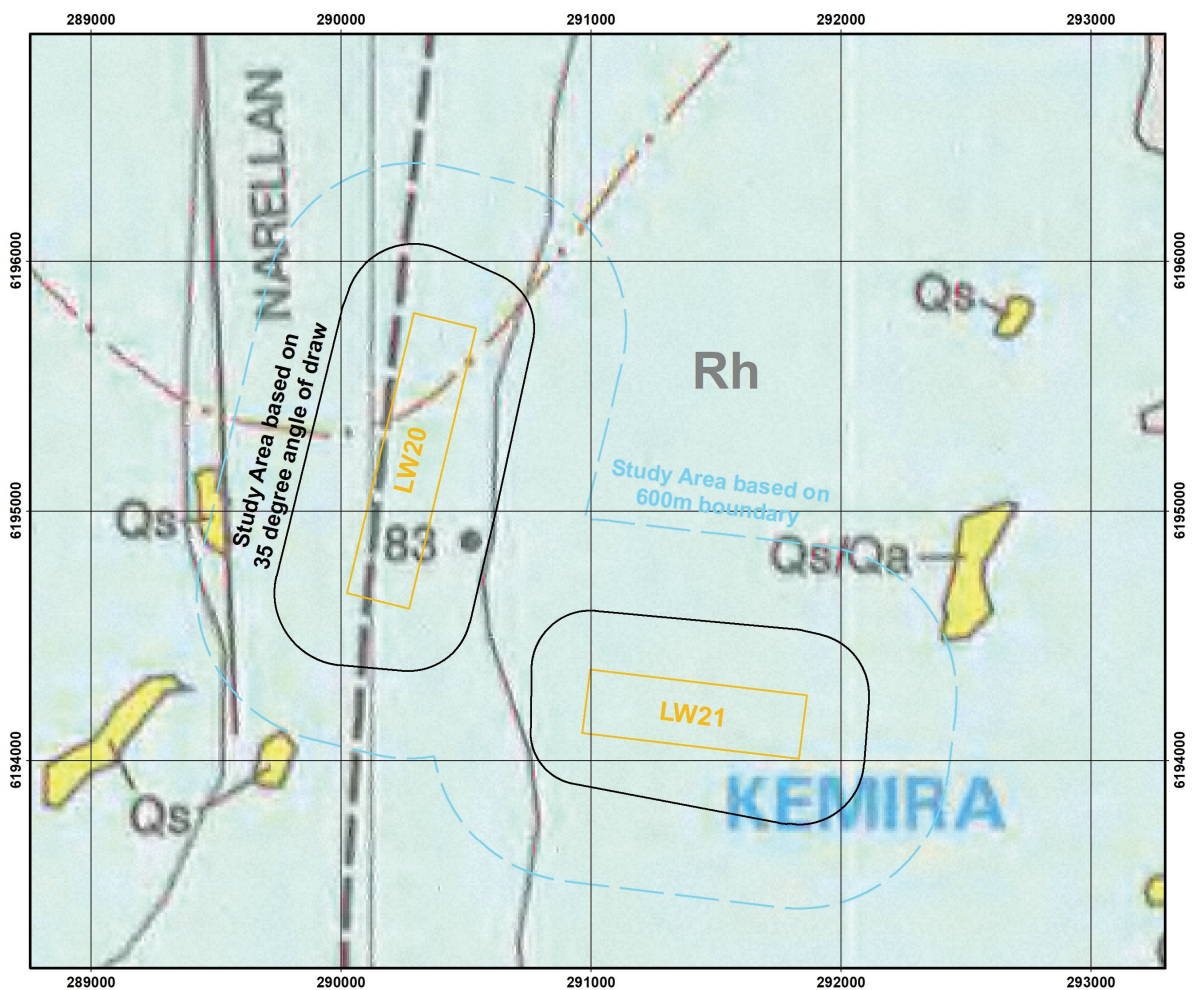 289000
290000
291000
292000
293000
NARELLAN
6196000
6196000
Qs
Rh
Study Area based on
35 degree angle of draw
LW20
Study Area based on
600m boundary
6195000
6195000
Qs
83
Qs/Qa
LW21
6194000
6194000
KEMIRA
Qs
289000
290000
291000
292000
293000